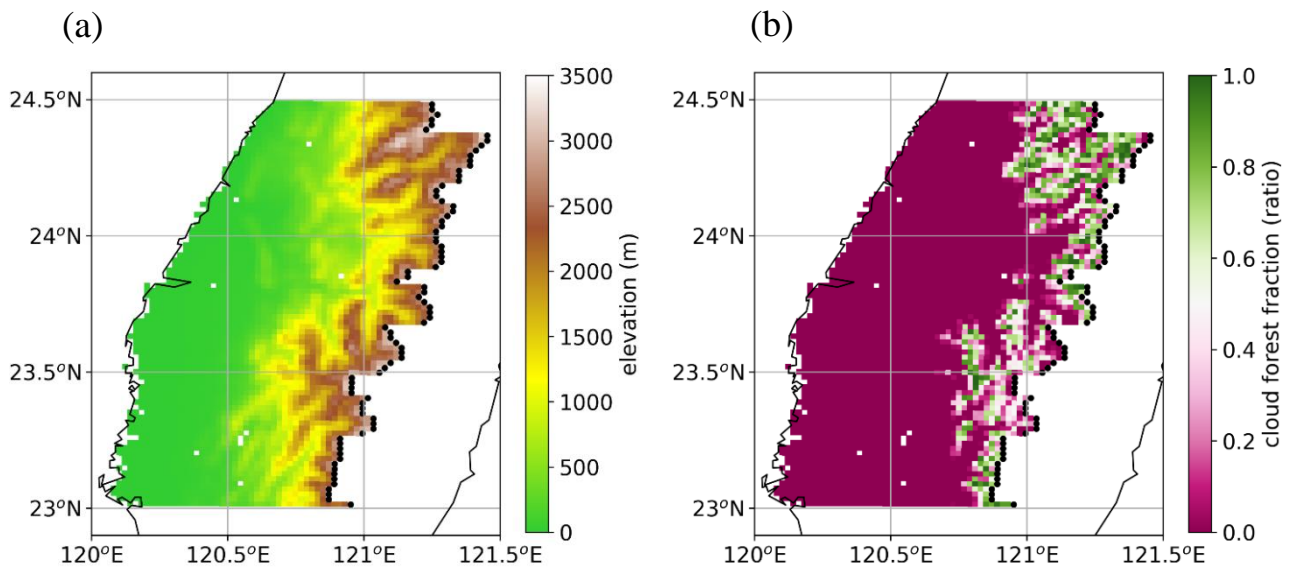 (a)
(b)
24.5°N
24°N
23.5°N
23°N
120°E
120.5°E
121°E
121.5°E
3500
3000
2500
2000
1500
1000
500
0
elevation (m)
24.5°N
24°N
23.5°N
23°N
120°E
120.5°E
121°E
121.5°E
1.0
0.8
0.6
0.4
0.2
0.0
cloud forest fraction (ratio)